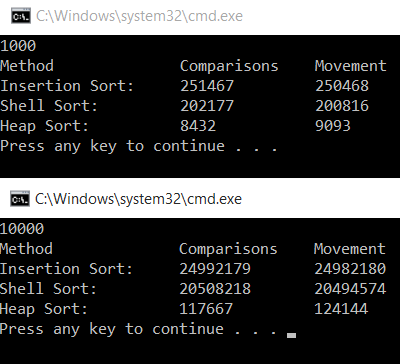 C:\Windows\system32\cmd.exe
1000
Method Comparisons Movement
Insertion Sort: 251467 250468
Shell Sort: 202177 200816
Heap Sort: 8432 9093
Press any key to continue . . .
C:\Windows\system32\cmd.exe
10000
Method Comparisons Movement
Insertion Sort: 24992179 24982180
Shell Sort: 20508218 20494574
Heap Sort: 117667 124144
Press any key to continue . . .